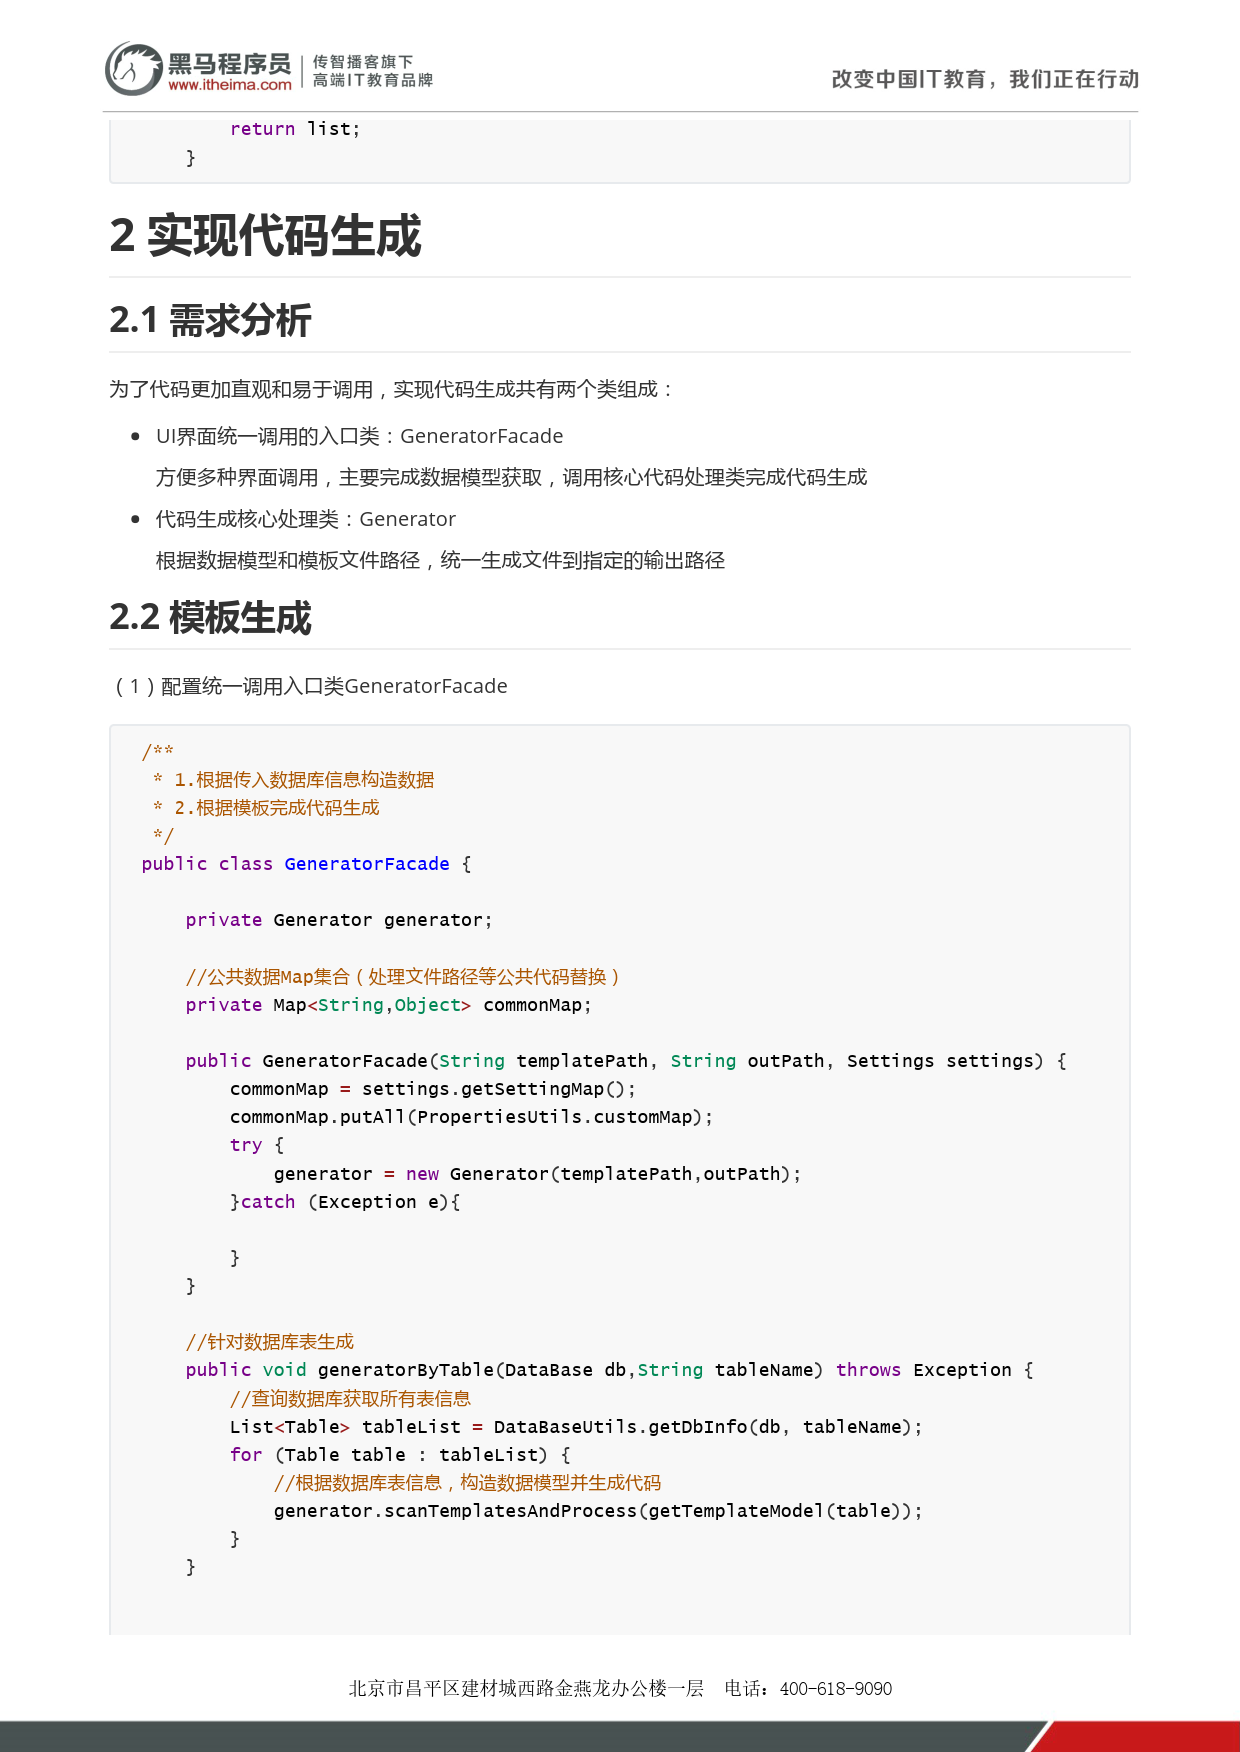 黑马程序员
www.itheima.com
传智播客旗下
高端IT教育品牌
改变中国IT教育，我们正在行动
        return list;
    }
2 实现代码生成
2.1 需求分析
为了代码更加直观和易于调用，实现代码生成共有两个类组成：
• UI界面统一调用的入口类：GeneratorFacade
方便多种界面调用，主要完成数据模型获取，调用核心代码处理类完成代码生成
• 代码生成核心处理类：Generator
根据数据模型和模板文件路径，统一生成文件到指定的输出路径
2.2 模板生成
（1）配置统一调用入口类GeneratorFacade
/**
 * 1.根据传入数据库信息构造数据
 * 2.根据模板完成代码生成
 */
public class GeneratorFacade {
    private Generator generator;
    //公共数据Map集合（处理文件路径等公共代码替换）
    private Map<String,Object> commonMap;
    public GeneratorFacade(String templatePath, String outPath, Settings settings) {
        commonMap = settings.getSettingMap();
        commonMap.putAll(PropertiesUtils.customMap);
        try {
            generator = new Generator(templatePath,outPath);
        }catch (Exception e){
        }
    }
    //针对数据库表生成
    public void generatorByTable(DataBase db,String tableName) throws Exception {
        //查询数据库获取所有表信息
        List<Table> tableList = DataBaseUtils.getDbInfo(db, tableName);
        for (Table table : tableList) {
            //根据数据库表信息，构造数据模型并生成代码
            generator.scanTemplatesAndProcess(getTemplateModel(table));
        }
    }
北京市昌平区建材城西路金燕龙办公楼一层 电话：400-618-9090